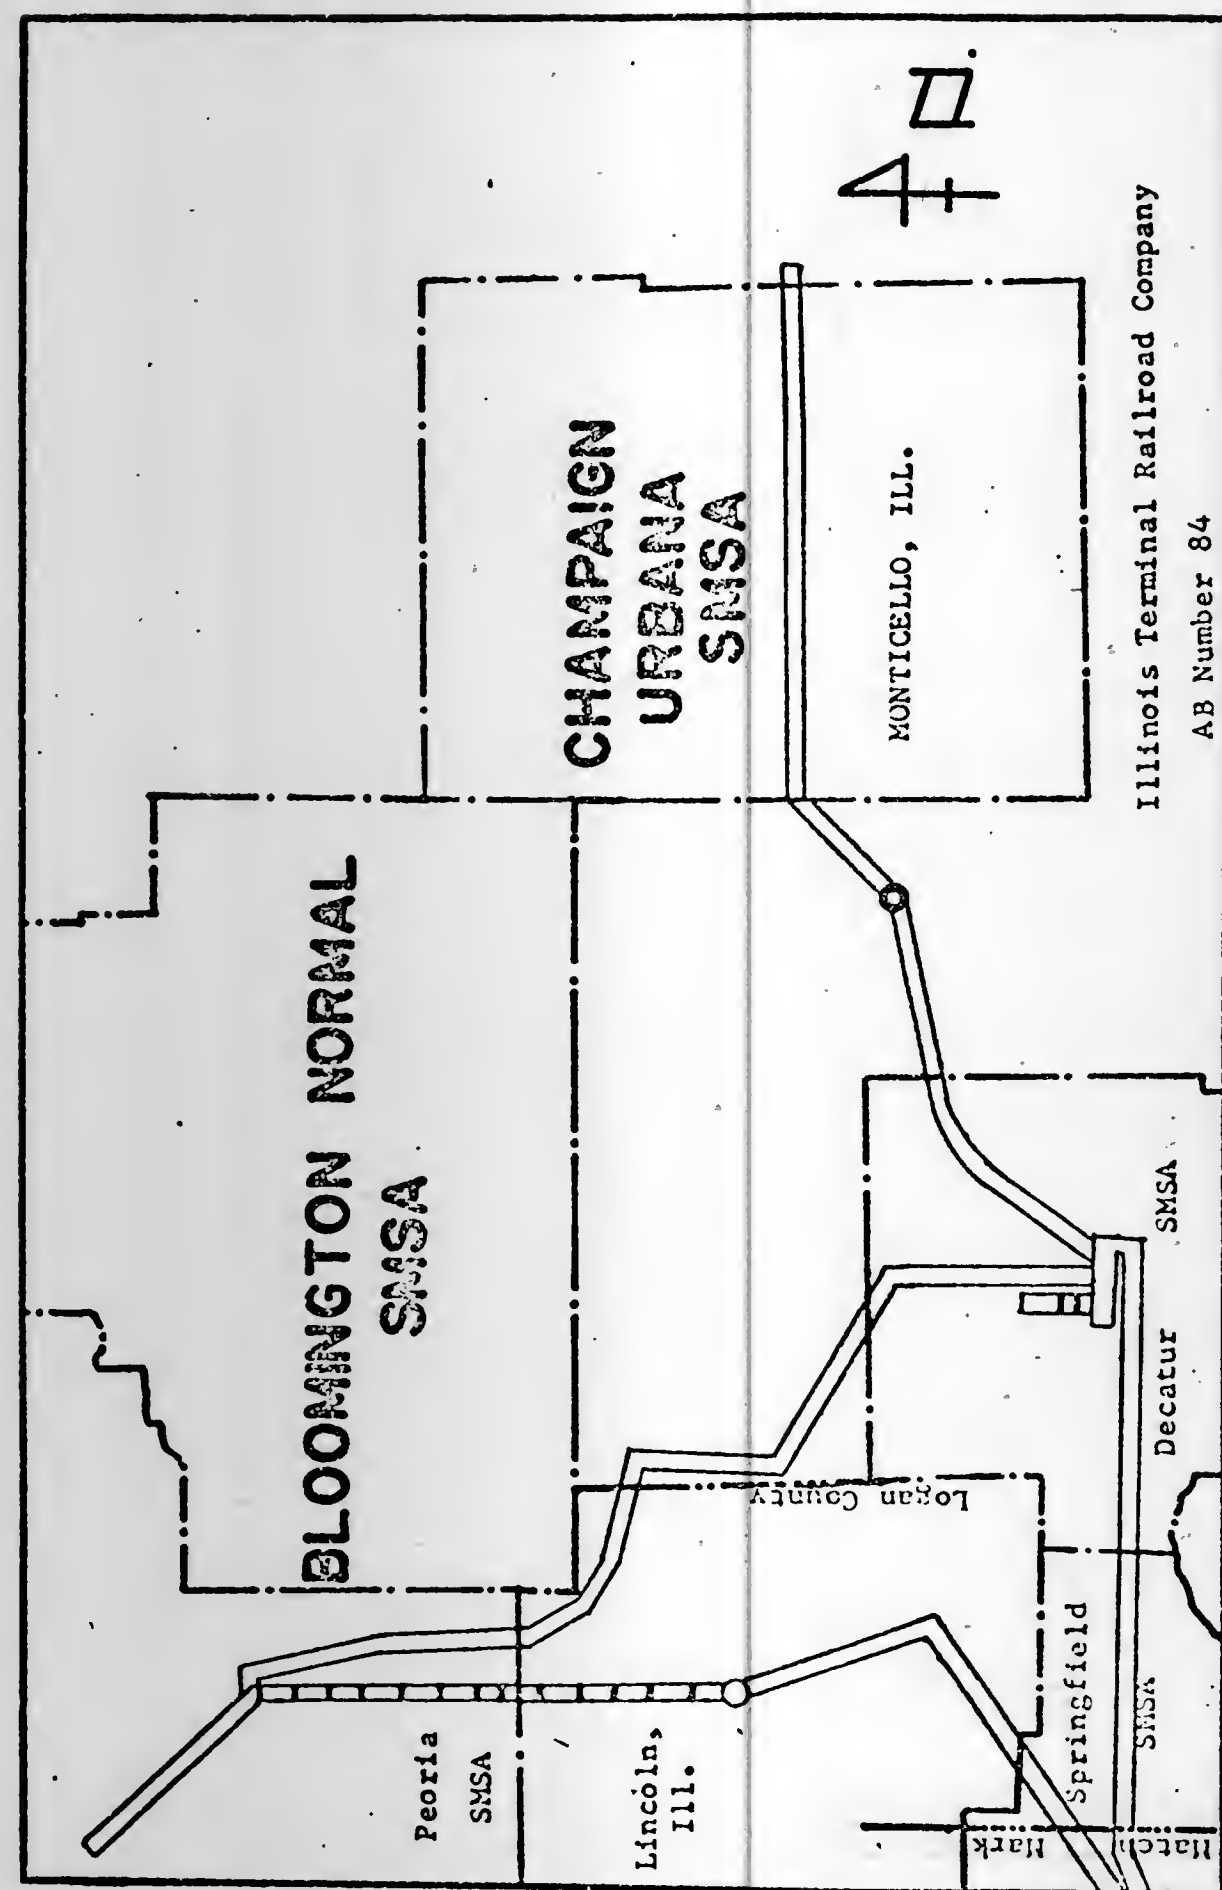 BLOOMINGTON NORMAL
SMSA
CHAMPAIGN
URBANA
SMSA
MONTICELLO, ILL.
Peoria
SMSA
Lincoln,
Ill.
Logan County
Springfield
SMSA
Decatur SMSA
Match Mark
Illinois Terminal Railroad Company
AB Number 84